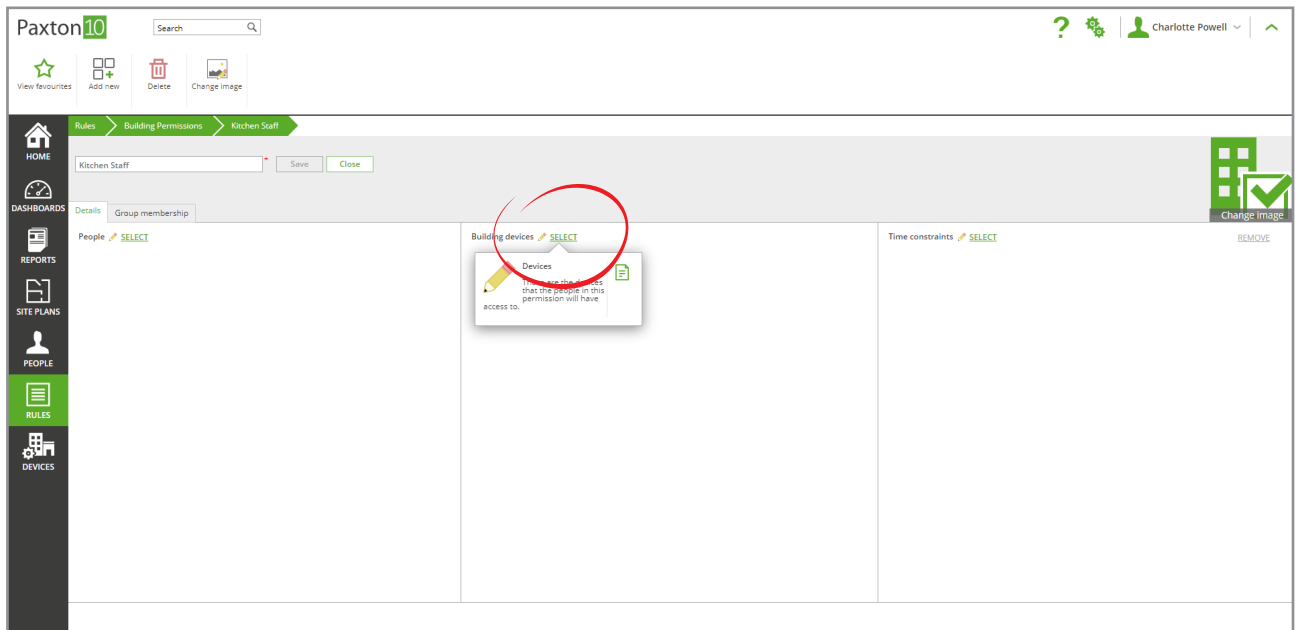 Paxton10
Search
Charlotte Powell
View favourites
Add new
Delete
Change image
Rules
Building Permissions
Kitchen Staff
HOME
Kitchen Staff
*
Save
Close
DASHBOARDS
Change image
Details
Group membership
People SELECT
Building devices SELECT
Time constraints SELECT
REMOVE
REPORTS
Devices
These are the devices
that the people in this
permission will have
access to.
SITE PLANS
PEOPLE
RULES
DEVICES